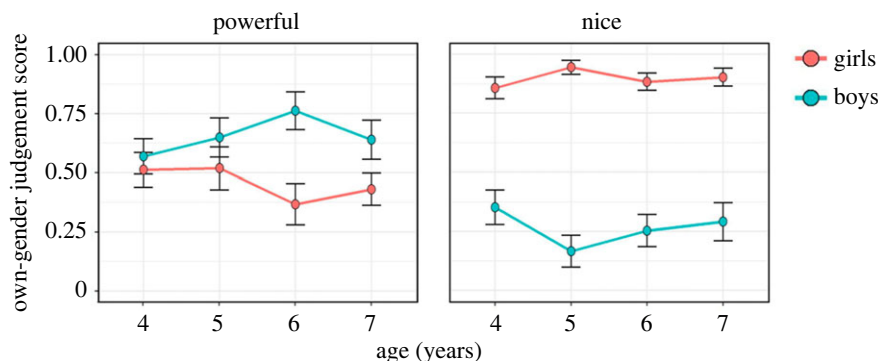 powerful
nice
own-gender judgement score
1.00
0.75
0.50
0.25
0
4 5 6 7
4 5 6 7
age (years)
girls
boys